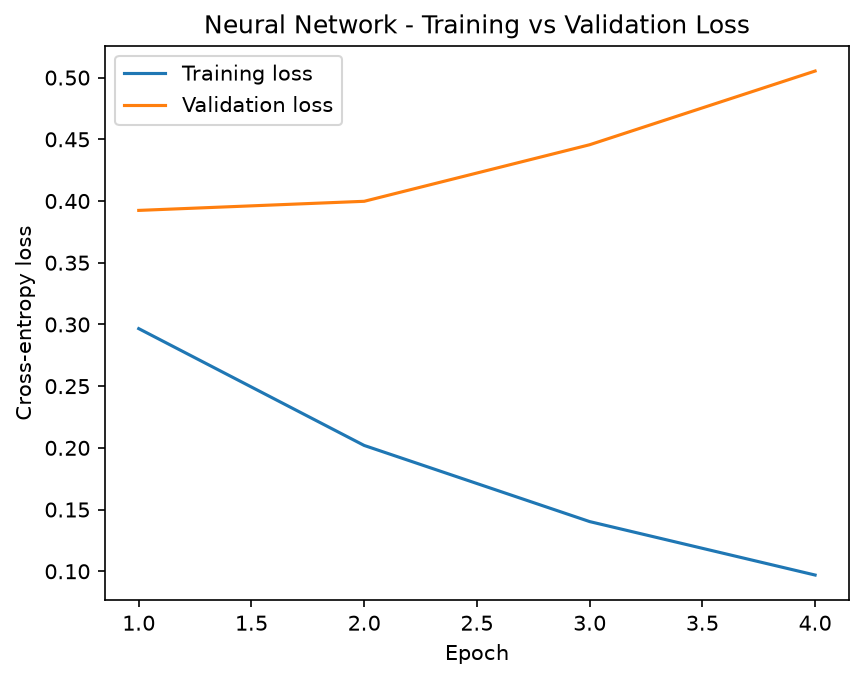 Neural Network - Training vs Validation Loss
Training loss
Validation loss
0.50
0.45
0.40
0.35
0.30
0.25
0.20
0.15
0.10
Cross-entropy loss
1.0 1.5 2.0 2.5 3.0 3.5 4.0
Epoch